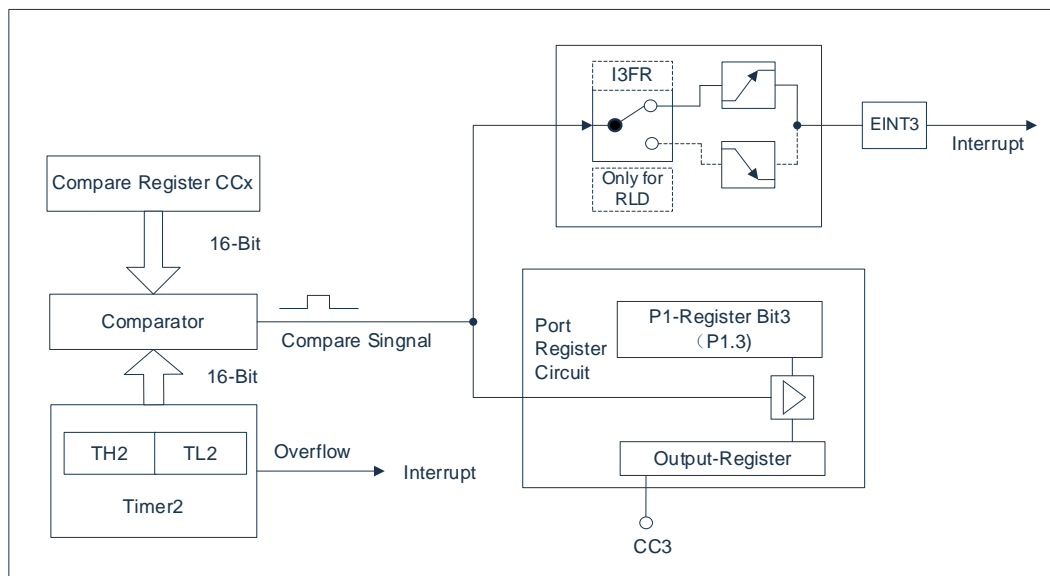 I3FR
Only for
RLD
EINT3
Interrupt
Compare Register CCx
16-Bit
Comparator
Compare Singnal
16-Bit
TH2
TL2
Timer2
Overflow
Interrupt
Port
Register
Circuit
P1-Register Bit3
（P1.3)
Output-Register
CC3